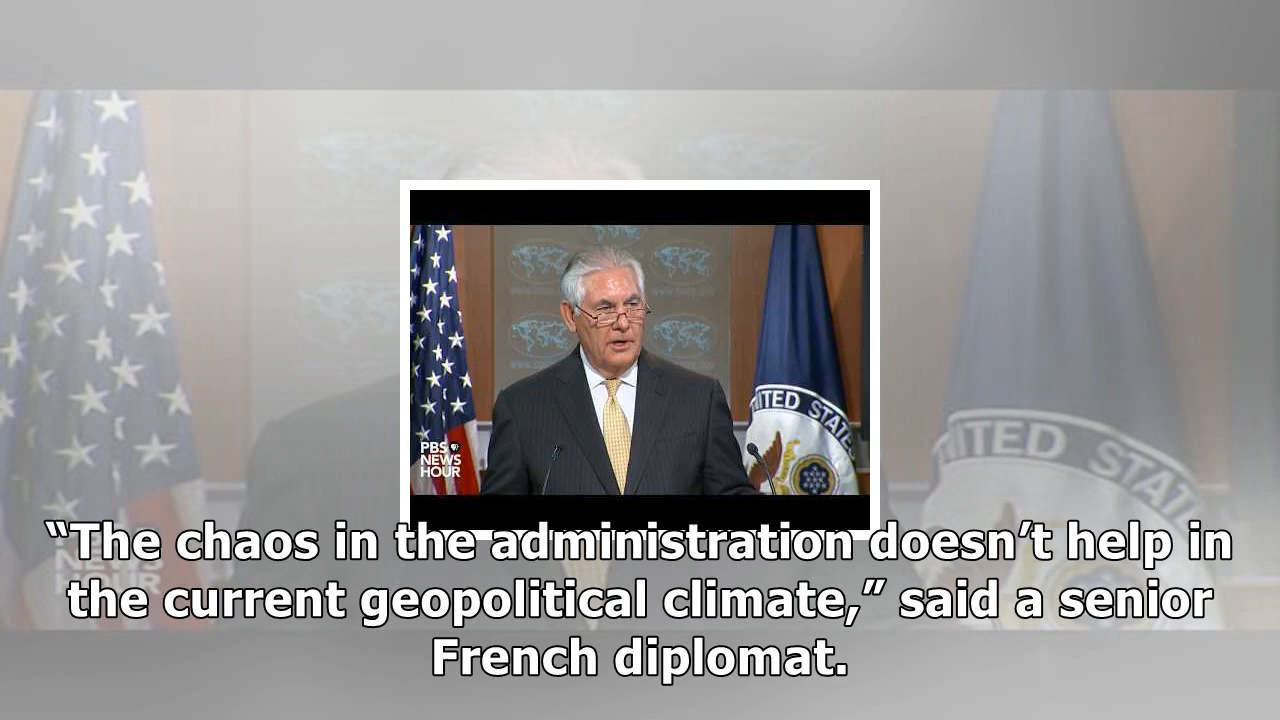 PBS
NEWS
HOUR
UNITED STATE
“The chaos in the administration doesn’t help in
the current geopolitical climate,” said a senior
French diplomat.